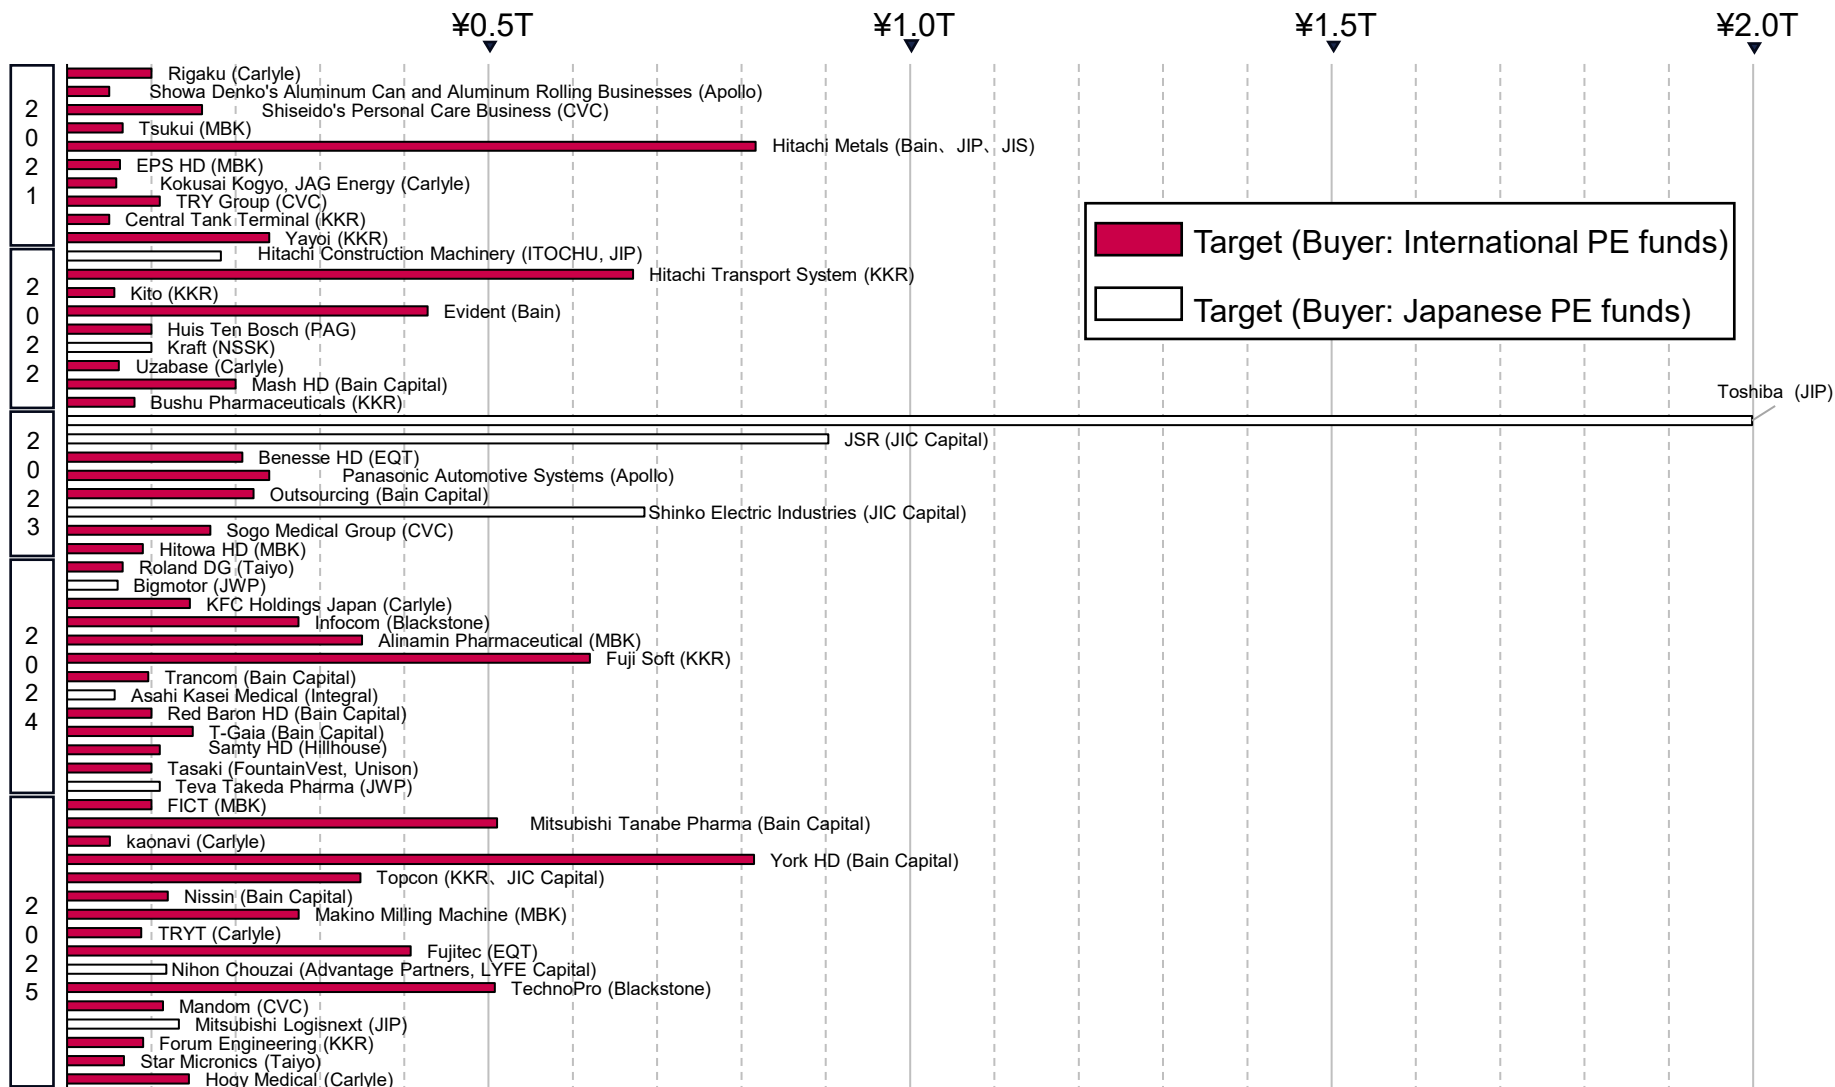 ¥0.5T ¥1.0T ¥1.5T ¥2.0T
2021
Rigaku (Carlyle)
Showa Denko's Aluminum Can and Aluminum Rolling Businesses (Apollo)
Shiseido's Personal Care Business (CVC)
Tsukui (MBK)
Hitachi Metals (Bain、JIP、JIS)
EPS HD (MBK)
Kokusai Kogyo, JAG Energy (Carlyle)
TRY Group (CVC)
Central Tank Terminal (KKR)
Yayoi (KKR)
Target (Buyer: International PE funds)
Target (Buyer: Japanese PE funds)
2022
Hitachi Construction Machinery (ITOCHU, JIP)
Hitachi Transport System (KKR)
Kito (KKR)
Evident (Bain)
Huis Ten Bosch (PAG)
Kraft (NSSK)
Uzabase (Carlyle)
Mash HD (Bain Capital)
Bushu Pharmaceuticals (KKR)
2023
Toshiba (JIP)
JSR (JIC Capital)
Benesse HD (EQT)
Panasonic Automotive Systems (Apollo)
Outsourcing (Bain Capital)
Shinko Electric Industries (JIC Capital)
Sogo Medical Group (CVC)
Hitowa HD (MBK)
2024
Roland DG (Taiyo)
Bigmotor (JWP)
KFC Holdings Japan (Carlyle)
Infocom (Blackstone)
Alinamin Pharmaceutical (MBK)
Fuji Soft (KKR)
Trancom (Bain Capital)
Asahi Kasei Medical (Integral)
Red Baron HD (Bain Capital)
T-Gaia (Bain Capital)
Samty HD (Hillhouse)
Tasaki (FountainVest, Unison)
Teva Takeda Pharma (JWP)
2025
FICT (MBK)
Mitsubishi Tanabe Pharma (Bain Capital)
kaonavi (Carlyle)
York HD (Bain Capital)
Topcon (KKR、JIC Capital)
Nissin (Bain Capital)
Makino Milling Machine (MBK)
TRYT (Carlyle)
Fujitec (EQT)
Nihon Chouzai (Advantage Partners, LYFE Capital)
TechnoPro (Blackstone)
Mandom (CVC)
Mitsubishi Logisnext (JIP)
Forum Engineering (KKR)
Star Micronics (Taiyo)
Hogy Medical (Carlyle)